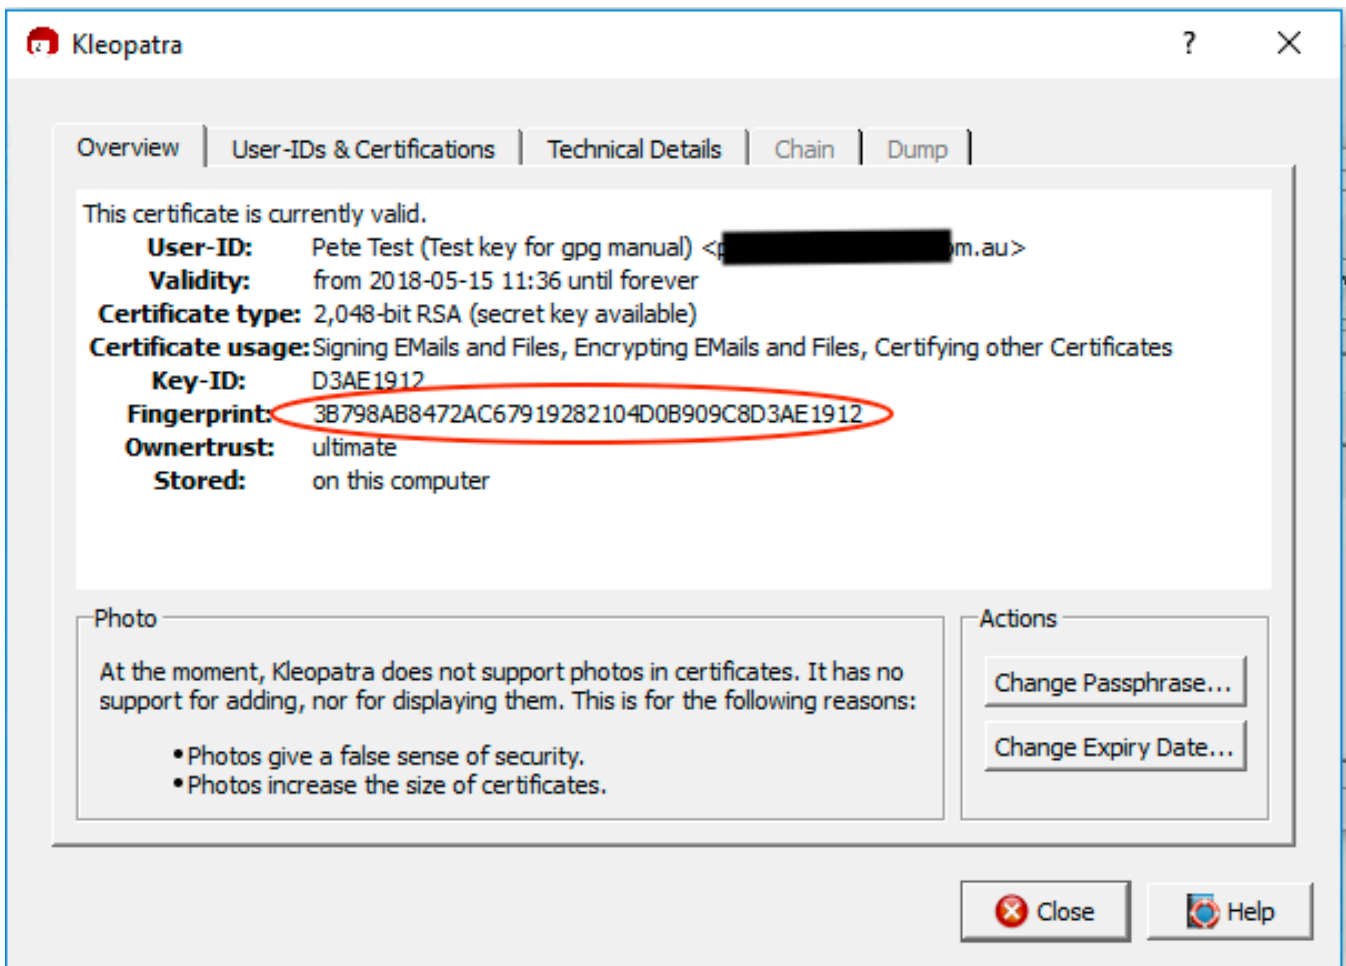 Kleopatra
Overview User-IDs & Certifications Technical Details Chain Dump
This certificate is currently valid.
User-ID: Pete Test (Test key for gpg manual) <p m.au>
Validity: from 2018-05-15 11:36 until forever
Certificate type: 2,048-bit RSA (secret key available)
Certificate usage: Signing EMails and Files, Encrypting EMails and Files, Certifying other Certificates
Key-ID: D3AE1912
Fingerprint: 3B798AB8472AC67919282104D0B909C8D3AE1912
Ownertrust: ultimate
Stored: on this computer
Photo
At the moment, Kleopatra does not support photos in certificates. It has no
support for adding, nor for displaying them. This is for the following reasons:
•Photos give a false sense of security.
•Photos increase the size of certificates.
Actions
Change Passphrase...
Change Expiry Date...
Close
Help